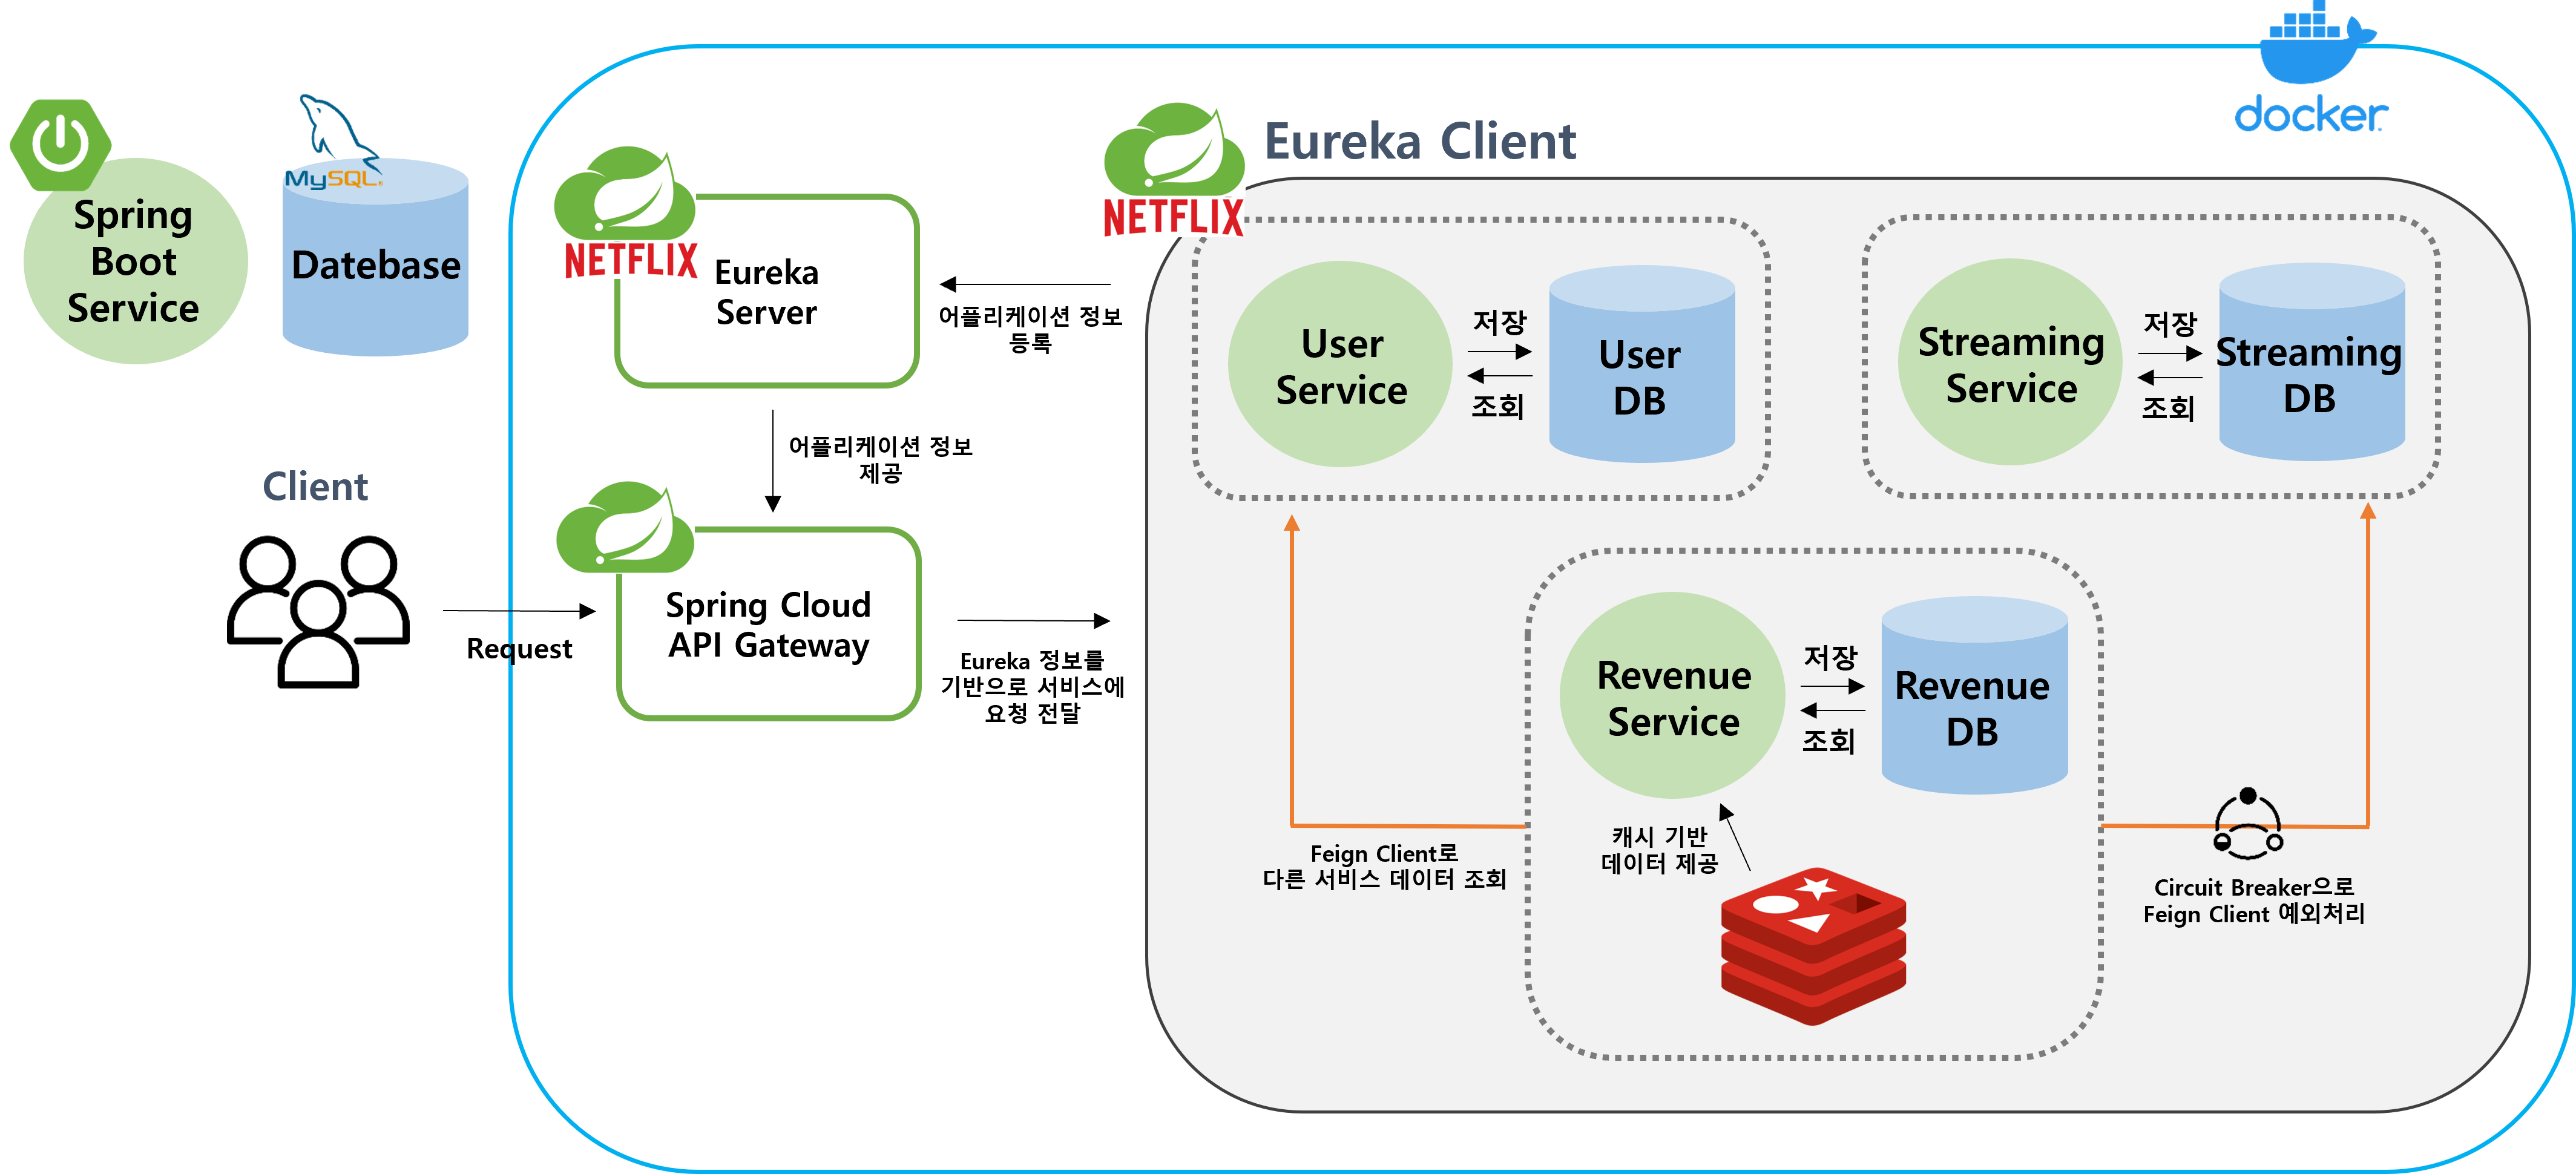 docker
Spring
Boot
Service
MySQL
Datebase
NETFLIX
Eureka
Server
NETFLIX
Eureka Client
어플리케이션 정보
등록
어플리케이션 정보
제공
User
Service
저장
조회
User
DB
Streaming
Service
저장
조회
Streaming
DB
Client
Request
Spring Cloud
API Gateway
Eureka 정보를
기반으로 서비스에
요청 전달
Revenue
Service
저장
조회
Revenue
DB
Feign Client로
다른 서비스 데이터 조회
캐시 기반
데이터 제공
Circuit Breaker으로
Feign Client 예외처리